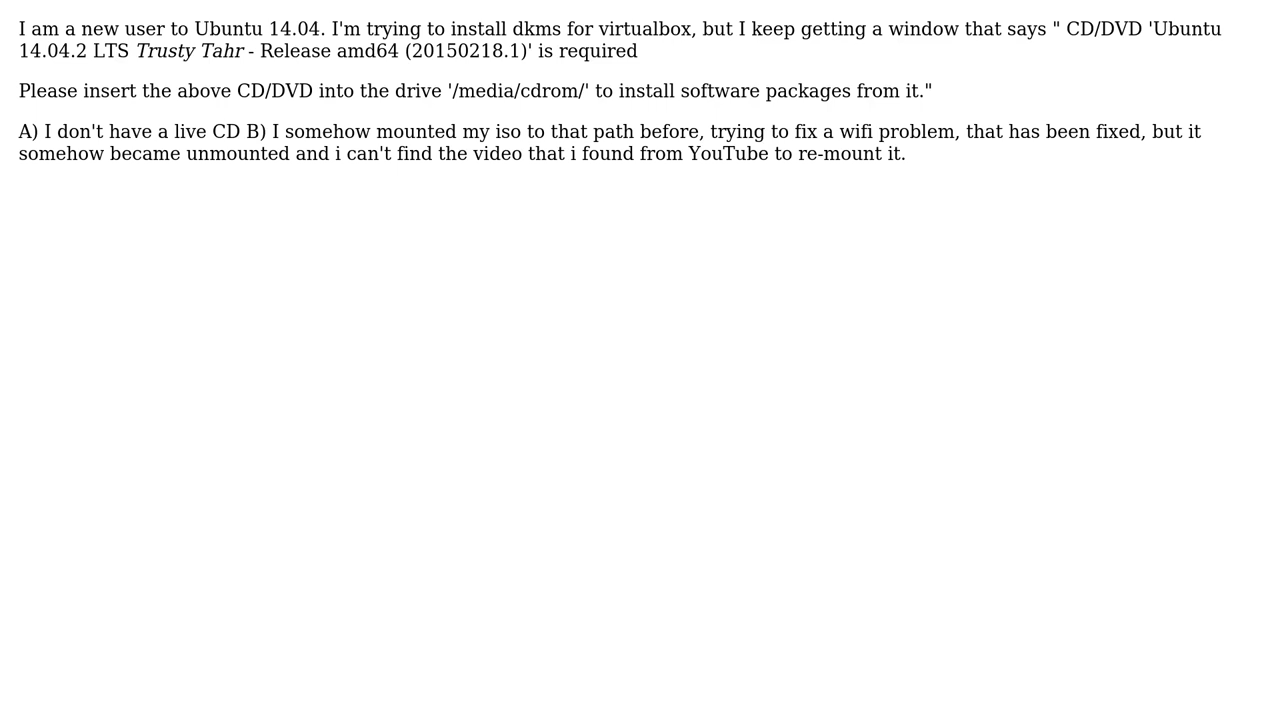 I am a new user to Ubuntu 14.04. I'm trying to install dkms for virtualbox, but I keep getting a window that says " CD/DVD 'Ubuntu
14.04.2 LTS Trusty Tahr - Release amd64 (20150218.1)' is required
Please insert the above CD/DVD into the drive '/media/cdrom/' to install software packages from it."
A) I don't have a live CD B) I somehow mounted my iso to that path before, trying to fix a wifi problem, that has been fixed, but it
somehow became unmounted and i can't find the video that i found from YouTube to re-mount it.